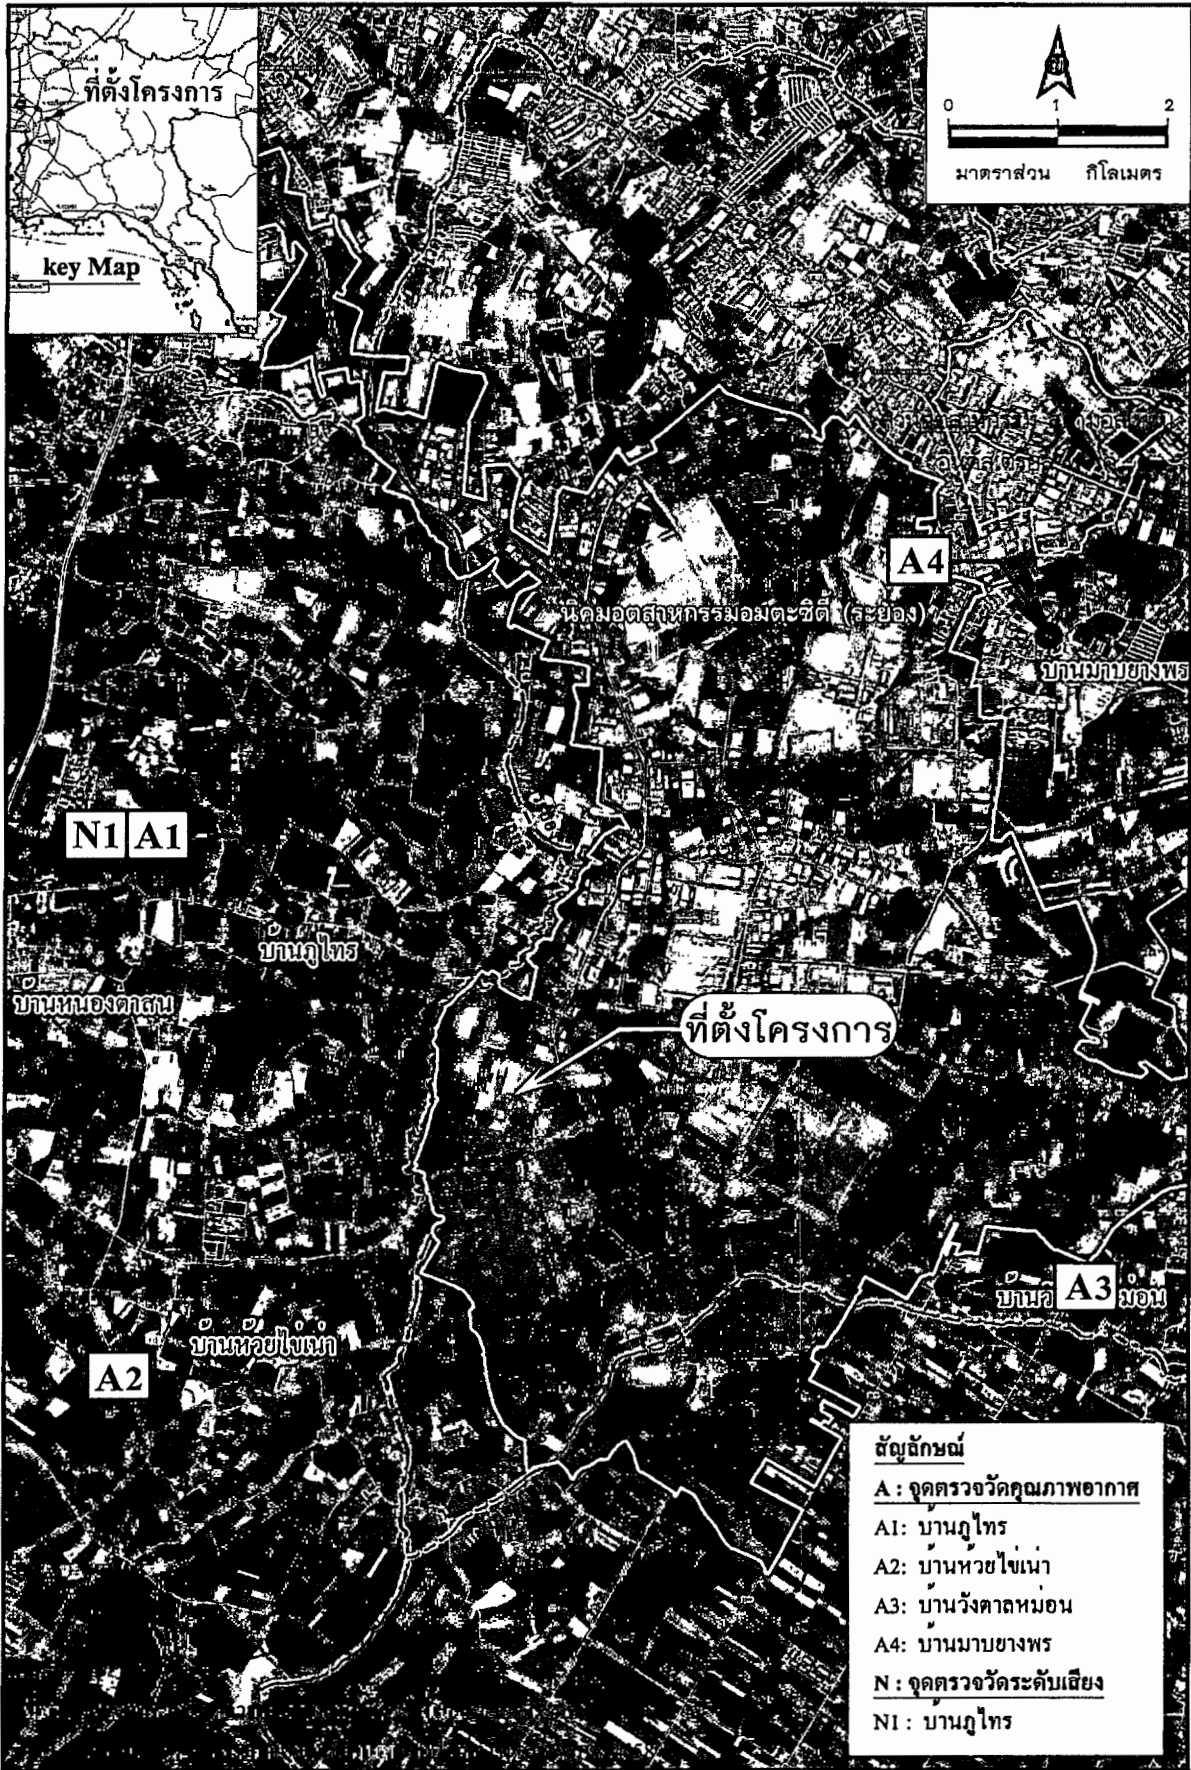 ที่ตั้งโครงการ
key Map
0 1 2
มาตราส่วน กิโลเมตร
A4
นิคมอุตสาหกรรมอมตะซิตี้ (ระยอง)
บ้านมาบยางพร
N1 A1
บ้านภูไทร
บ้านหนองตาสน
ที่ตั้งโครงการ
บ้านว A3 ม่อน
บ้านห้วยไข่เน่า
A2
สัญลักษณ์
A : จุดตรวจวัดคุณภาพอากาศ
A1: บ้านภูไทร
A2: บ้านห้วยไข่เน่า
A3: บ้านวังตาลหม่อน
A4: บ้านมาบยางพร
N : จุดตรวจวัดระดับเสียง
N1 : บ้านภูไทร